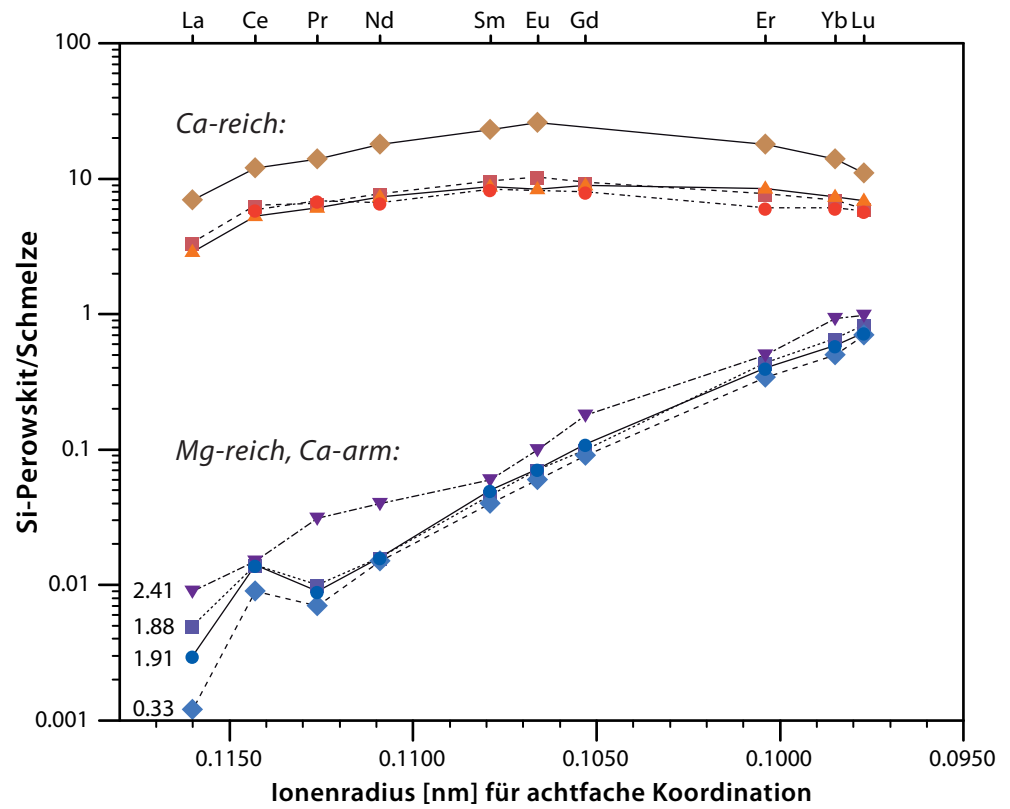 La Ce Pr Nd Sm Eu Gd Er Yb Lu
100
Ca-reich:
10
1
Mg-reich, Ca-arm:
0.1
0.01
2.41
1.88
1.91
0.33
0.001
Si-Perowskit/Schmelze
0.1150 0.1100 0.1050 0.1000 0.0950
Ionenradius [nm] für achtfache Koordination